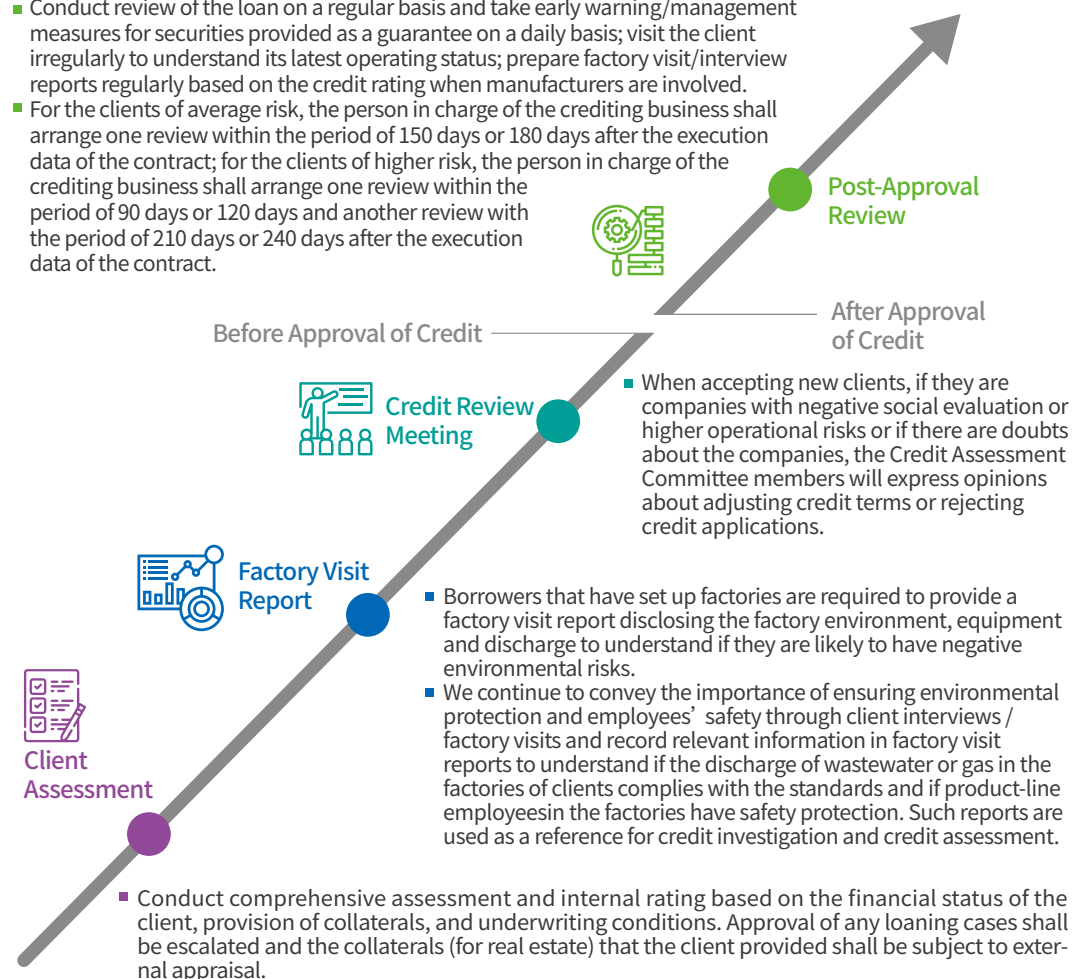 Conduct review of the loan on a regular basis and take early warning/management
measures for securities provided as a guarantee on a daily basis; visit the client
irregularly to understand its latest operating status; prepare factory visit/interview
reports regularly based on the credit rating when manufacturers are involved.
For the clients of average risk, the person in charge of the crediting business shall
arrange one review within the period of 150 days or 180 days after the execution
data of the contract; for the clients of higher risk, the person in charge of the
crediting business shall arrange one review within the
period of 90 days or 120 days and another review with
the period of 210 days or 240 days after the execution
data of the contract.
Post-Approval
Review
Before Approval of Credit
After Approval
of Credit
Credit Review
Meeting
When accepting new clients, if they are
companies with negative social evaluation or
higher operational risks or if there are doubts
about the companies, the Credit Assessment
Committee members will express opinions
about adjusting credit terms or rejecting
credit applications.
Factory Visit
Report
Borrowers that have set up factories are required to provide a
factory visit report disclosing the factory environment, equipment
and discharge to understand if they are likely to have negative
environmental risks.
We continue to convey the importance of ensuring environmental
protection and employees’ safety through client interviews /
factory visits and record relevant information in factory visit
reports to understand if the discharge of wastewater or gas in the
factories of clients complies with the standards and if product-line
employeesin the factories have safety protection. Such reports are
used as a reference for credit investigation and credit assessment.
Client
Assessment
Conduct comprehensive assessment and internal rating based on the financial status of the
client, provision of collaterals, and underwriting conditions. Approval of any loaning cases shall
be escalated and the collaterals (for real estate) that the client provided shall be subject to exter-
nal appraisal.